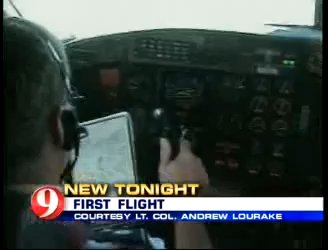 9
NEW TONIGHT
FIRST FLIGHT
COURTESY LT. COL. ANDREW LOURAKE